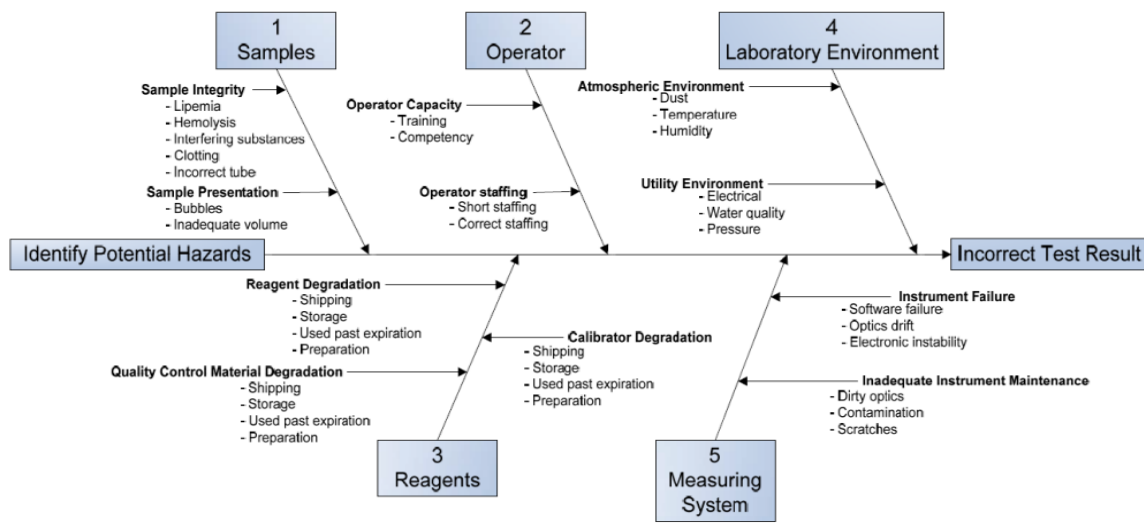 1
Samples
Sample Integrity
- Lipemia
- Hemolysis
- Interfering substances
- Clotting
- Incorrect tube
Sample Presentation
- Bubbles
- Inadequate volume
2
Operator
Operator Capacity
- Training
- Competency
Operator staffing
- Short staffing
- Correct staffing
4
Laboratory Environment
Atmospheric Environment
- Dust
- Temperature
- Humidity
Utility Environment
- Electrical
- Water quality
- Pressure
Identify Potential Hazards
Incorrect Test Result
Reagent Degradation
- Shipping
- Storage
- Used past expiration
- Preparation
Calibrator Degradation
- Shipping
- Storage
- Used past expiration
- Preparation
Quality Control Material Degradation
- Shipping
- Storage
- Used past expiration
- Preparation
3
Reagents
Instrument Failure
- Software failure
- Optics drift
- Electronic instability
Inadequate Instrument Maintenance
- Dirty optics
- Contamination
- Scratches
5
Measuring
System